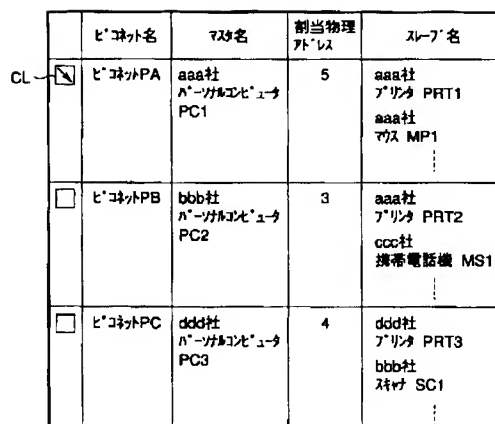 ﾋﾟｺﾈｯﾄ名 ﾏｽﾀ名 割当物理 ｽﾚｰﾌﾞ名
ｱﾄﾞﾚｽ
CL ﾋﾟｺﾈｯﾄPA aaa社 5 aaa社
ﾊﾟｰｿﾅﾙｺﾝﾋﾟｭｰﾀ ﾌﾟﾘﾝﾀ PRT1
PC1 aaa社
ﾏｳｽ MP1
ﾋﾟｺﾈｯﾄPB bbb社 3 aaa社
ﾊﾟｰｿﾅﾙｺﾝﾋﾟｭｰﾀ ﾌﾟﾘﾝﾀ PRT2
PC2 ccc社
携帯電話機 MS1
ﾋﾟｺﾈｯﾄPC ddd社 4 ddd社
ﾊﾟｰｿﾅﾙｺﾝﾋﾟｭｰﾀ ﾌﾟﾘﾝﾀ PRT3
PC3 bbb社
ｽｷｬﾅ SC1